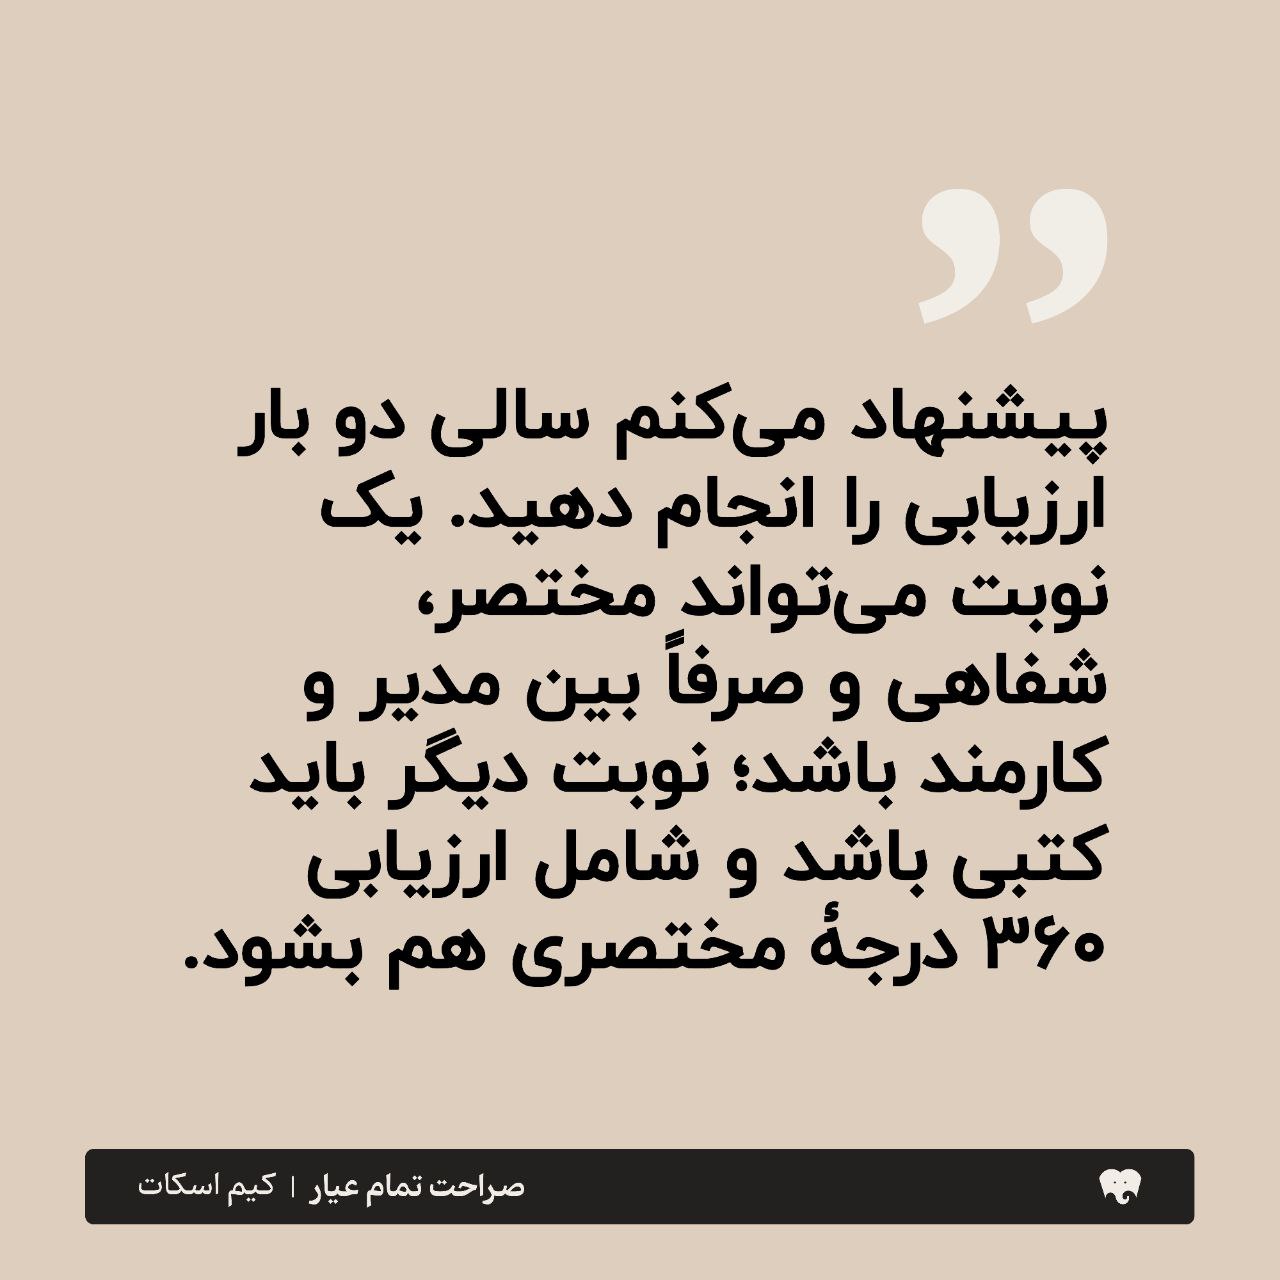 پیشنهاد می‌کنم سالی دو بار
ارزیابی را انجام دهید. یک
نوبت می‌تواند مختصر،
شفاهی و صرفاً بین مدیر و
کارمند باشد؛ نوبت دیگر باید
کتبی باشد و شامل ارزیابی
۳۶۰ درجهٔ مختصری هم بشود.
صراحت تمام عیار | کیم اسکات